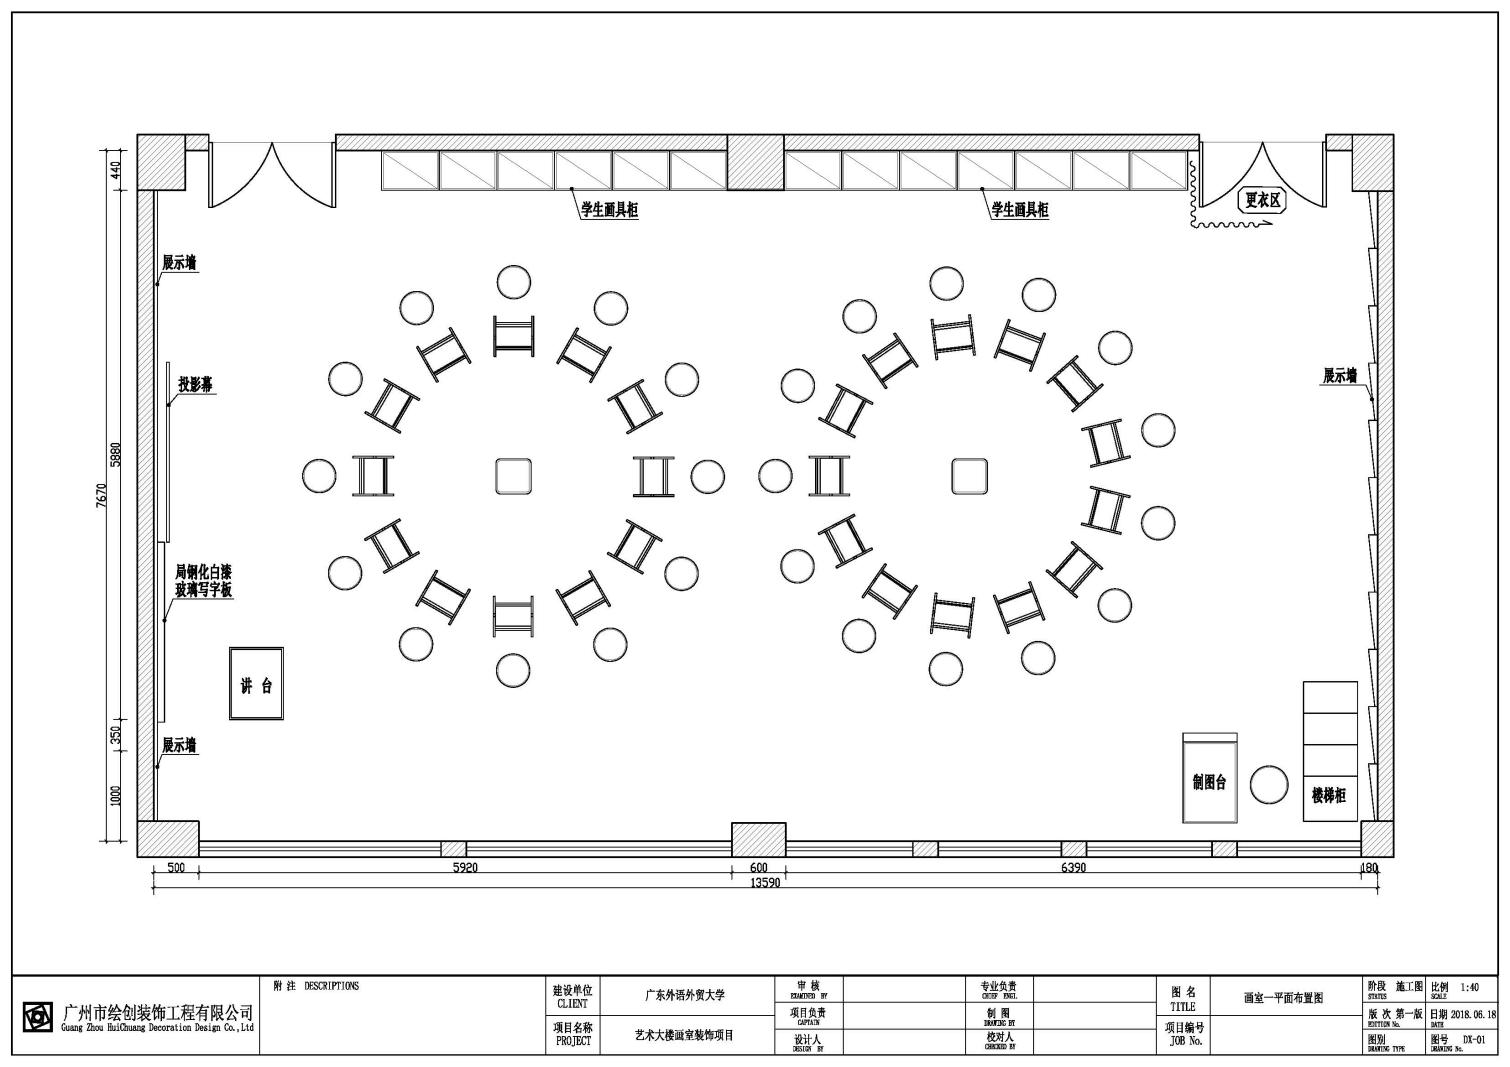 440
学生画具柜
学生画具柜
更衣区
展示墙
投影幕
展示墙
5880
7670
局钢化白漆
玻璃写字板
讲 台
350
展示墙
1000
制图台
楼梯柜
500
5920
600
6390
180
13590
广州市绘创装饰工程有限公司
Guang Zhou HuiChuang Decoration Design Co.,Ltd
附 注 DESCRIPTIONS
建设单位
CLIENT
广东外语外贸大学
项目名称
PROJECT
艺术大楼画室装饰项目
审 核
EXAMINED BY
项目负责
CAPTAIN
设计人
DESIGN BY
专业负责
CHIEF ENGI.
制 图
DRAWING BY
校对人
CHECKED BY
图 名
TITLE
画室一平面布置图
项目编号
JOB No.
阶段 施工图
STATUS
比例 1:40
SCALE
版 次 第一版
EDITION No.
日期 2018.06.18
DATE
图别
DRAWING TYPE
图号 DX-01
DRAWING No.